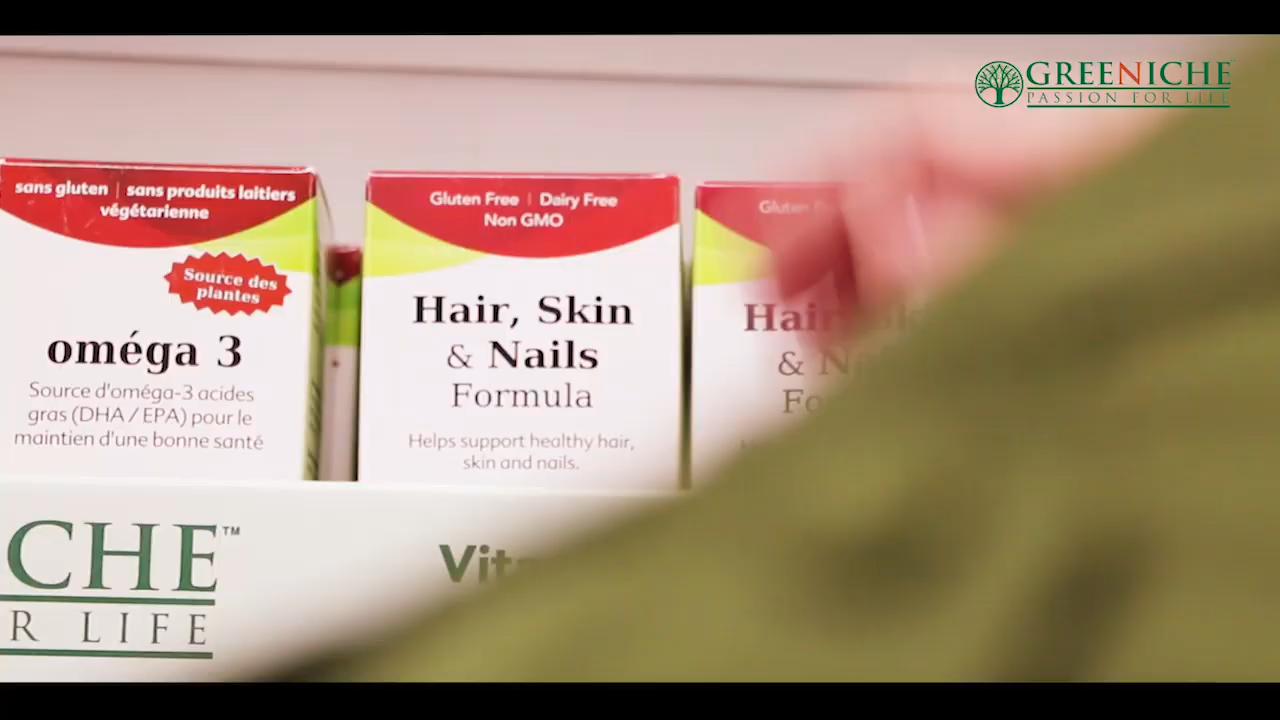 GREENICHE
PASSION FOR LIFE
sans gluten | sans produits laitiers
végétarienne
Source des
plantes
oméga 3
Source d'oméga-3 acides
gras (DHA / EPA) pour le
maintien d'une bonne santé
Gluten Free | Dairy Free
Non GMO
Hair, Skin
& Nails
Formula
Helps support healthy hair,
skin and nails.
Gluten
Hair,
&
CHE™
R LIFE